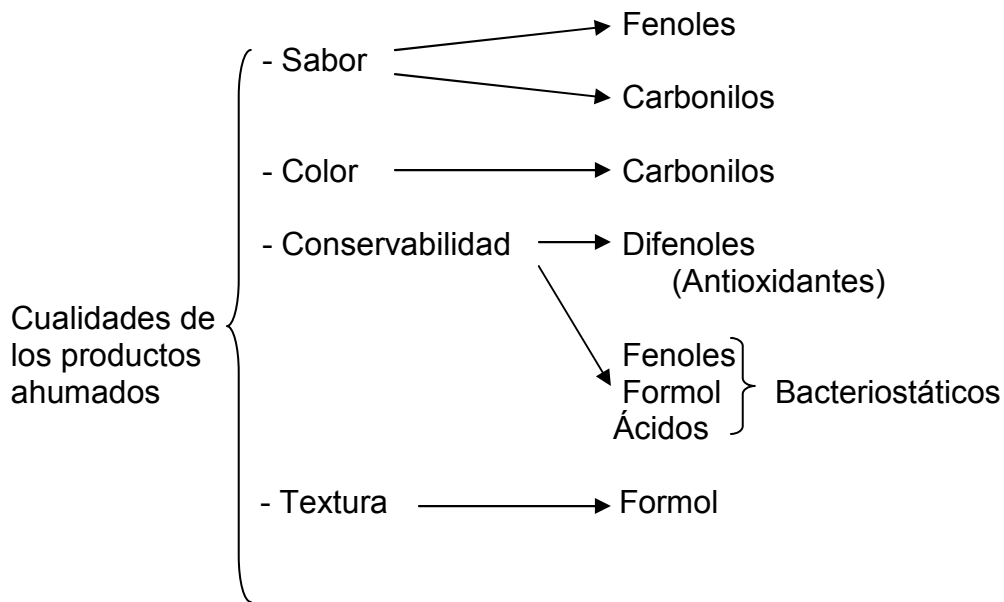 Cualidades de
los productos
ahumados
- Sabor
Fenoles
Carbonilos
- Color
Carbonilos
- Conservabilidad
Difenoles
(Antioxidantes)
Fenoles
Formol
Ácidos
Bacteriostáticos
- Textura
Formol